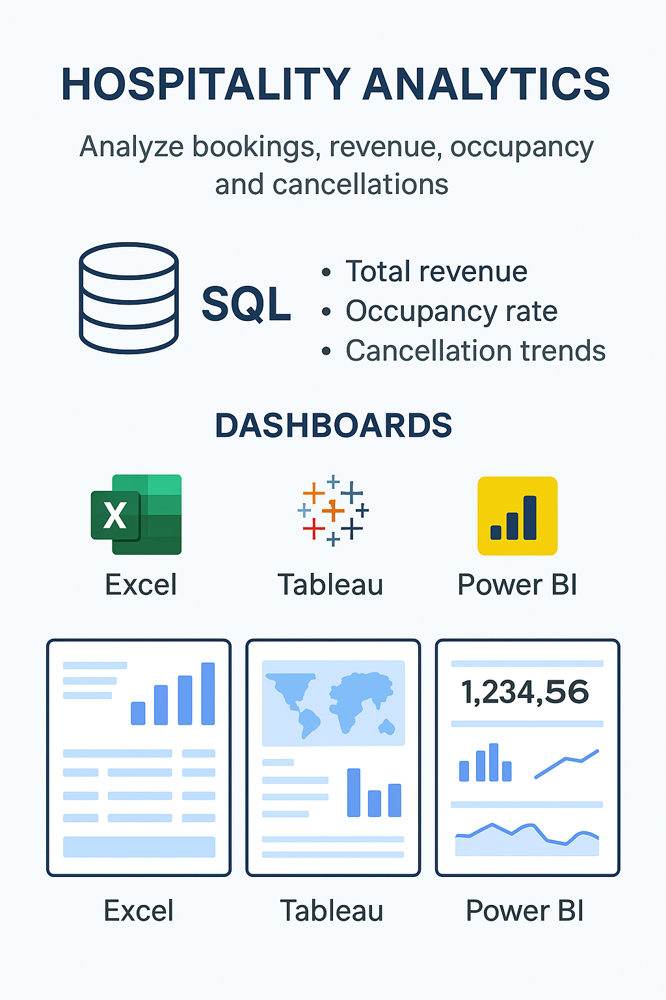 HOSPITALITY ANALYTICS
Analyze bookings, revenue, occupancy
and cancellations
SQL
• Total revenue
• Occupancy rate
• Cancellation trends
DASHBOARDS
X
Excel
Tableau
Power BI
1,234,56
Excel
Tableau
Power BI